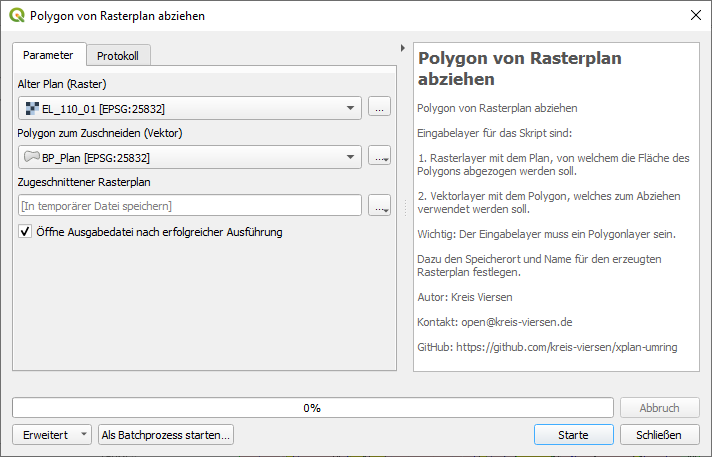 Polygon von Rasterplan abziehen
Parameter
Protokoll
Alter Plan (Raster)
EL_110_01 [EPSG:25832]
...
Polygon zum Zuschneiden (Vektor)
BP_Plan [EPSG:25832]
...
Zugeschnittener Rasterplan
[In temporärer Datei speichern]
...
Öffne Ausgabedatei nach erfolgreicher Ausführung
Polygon von Rasterplan
abziehen
Polygon von Rasterplan abziehen
Eingabelayer für das Skript sind:
1. Rasterlayer mit dem Plan, von welchem die Fläche des
Polygons abgezogen werden soll.
2. Vektorlayer mit dem Polygon, welches zum Abziehen
verwendet werden soll.
Wichtig: Der Eingabelayer muss ein Polygonlayer sein.
Dazu den Speicherort und Name für den erzeugten
Rasterplan festlegen.
Autor: Kreis Viersen
Kontakt: open@kreis-viersen.de
GitHub: https://github.com/kreis-viersen/xplan-umring
0%
Abbruch
Erweitert
Als Batchprozess starten...
Starte
Schließen